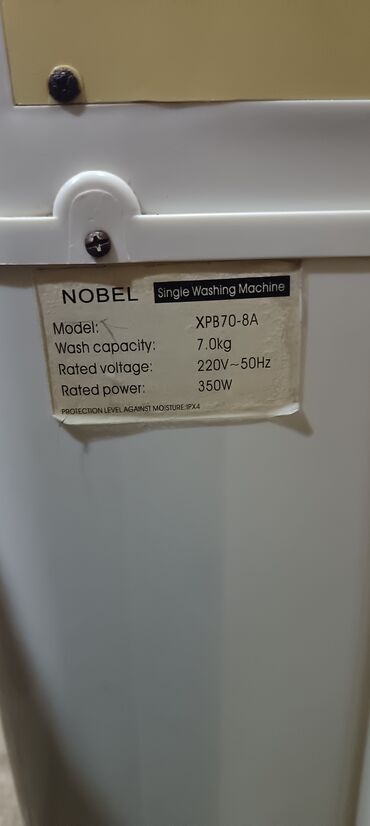 NOBEL Single Washing Machine
Model: XPB70-8A
Wash capacity: 7.0kg
Rated voltage: 220V~50Hz
Rated power: 350W
PROTECTION LEVEL AGAINST MOISTURE:IPX4